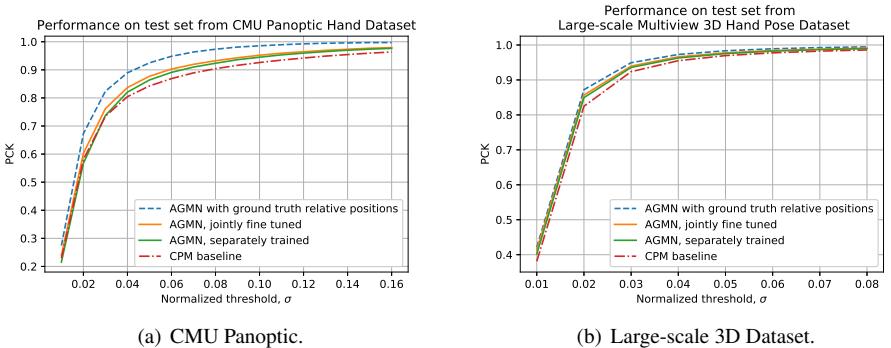 Performance on test set from CMU Panoptic Hand Dataset
1.0
0.9
0.8
0.7
0.6
0.5
0.4
0.3
0.2
PCK
AGMN with ground truth relative positions
AGMN, jointly fine tuned
AGMN, separately trained
CPM baseline
0.02 0.04 0.06 0.08 0.10 0.12 0.14 0.16
Normalized threshold, σ
(a) CMU Panoptic.
Performance on test set from
Large-scale Multiview 3D Hand Pose Dataset
1.0
0.9
0.8
0.7
0.6
0.5
0.4
PCK
AGMN with ground truth relative positions
AGMN, jointly fine tuned
AGMN, separately trained
CPM baseline
0.01 0.02 0.03 0.04 0.05 0.06 0.07 0.08
Normalized threshold, σ
(b) Large-scale 3D Dataset.